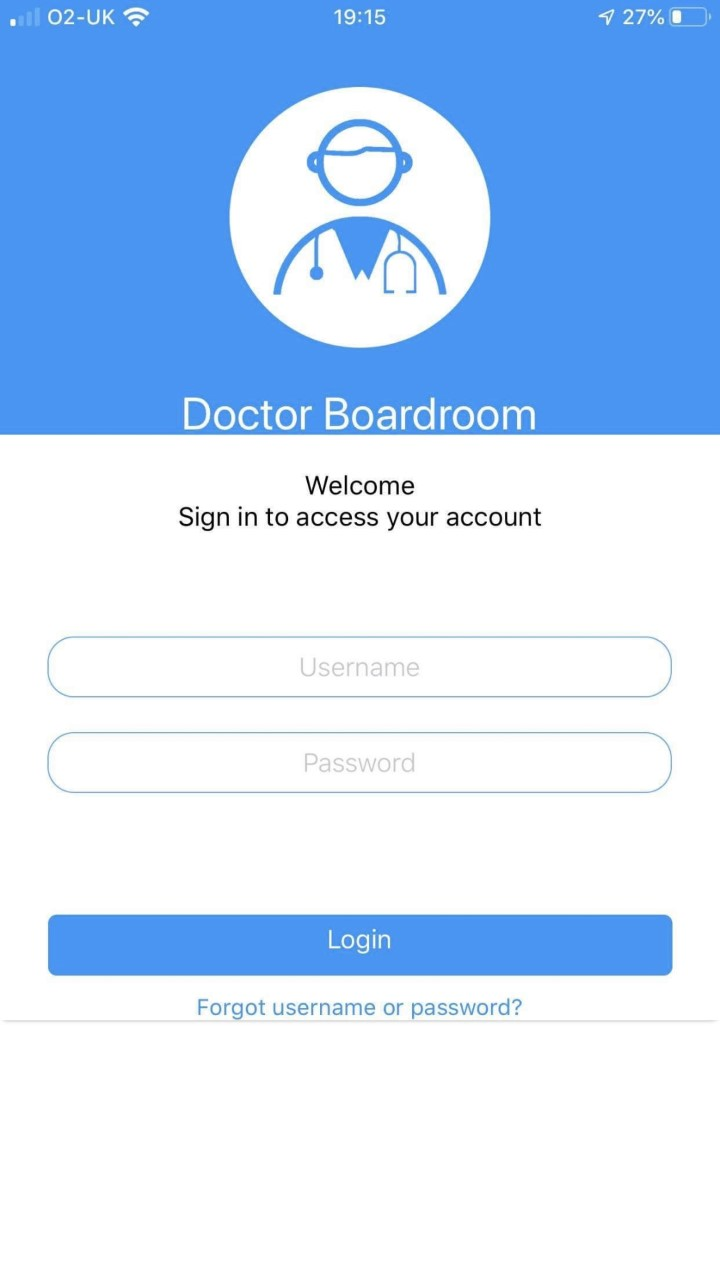 O2-UK 19:15 27%
Doctor Boardroom
Welcome
Sign in to access your account
Username
Password
Login
Forgot username or password?